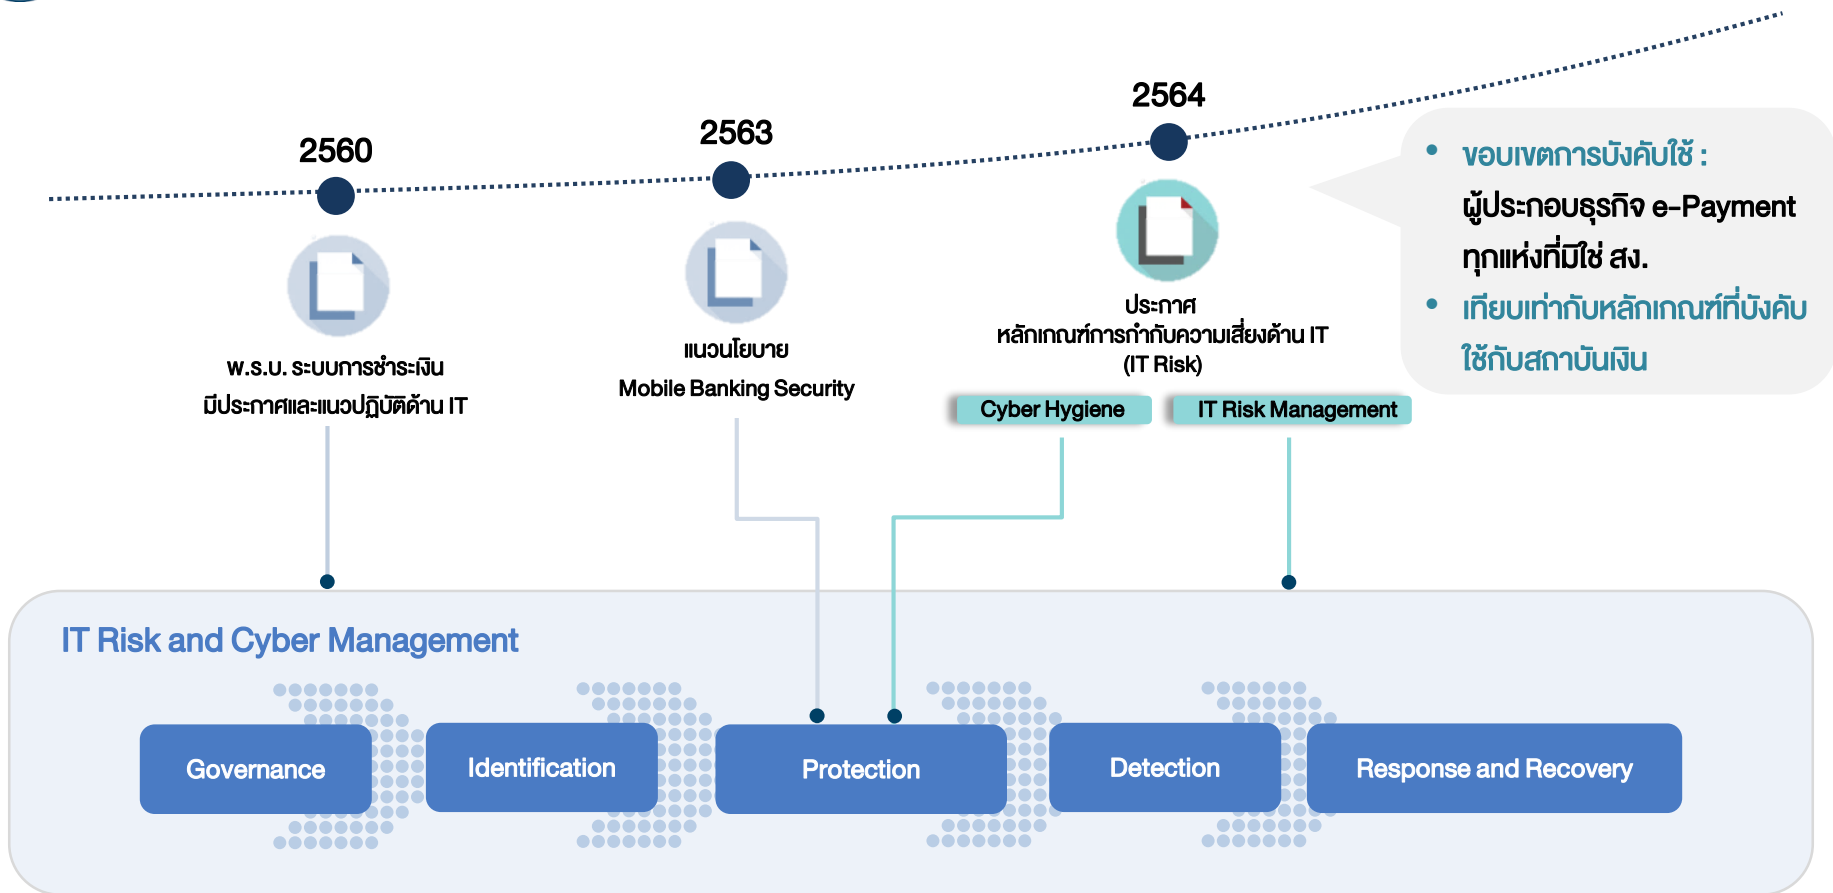 2560
พ.ร.บ. ระบบการชำระเงิน
มีประกาศและแนวปฏิบัติด้าน IT
2563
แนวนโยบาย
Mobile Banking Security
2564
ประกาศ
หลักเกณฑ์การกำกับความเสี่ยงด้าน IT
(IT Risk)
Cyber Hygiene
IT Risk Management
• ขอบเขตการบังคับใช้ :
ผู้ประกอบธุรกิจ e-Payment
ทุกแห่งที่มิใช่ สง.
• เทียบเท่ากับหลักเกณฑ์ที่บังคับ
ใช้กับสถาบันเงิน
IT Risk and Cyber Management
Governance
Identification
Protection
Detection
Response and Recovery